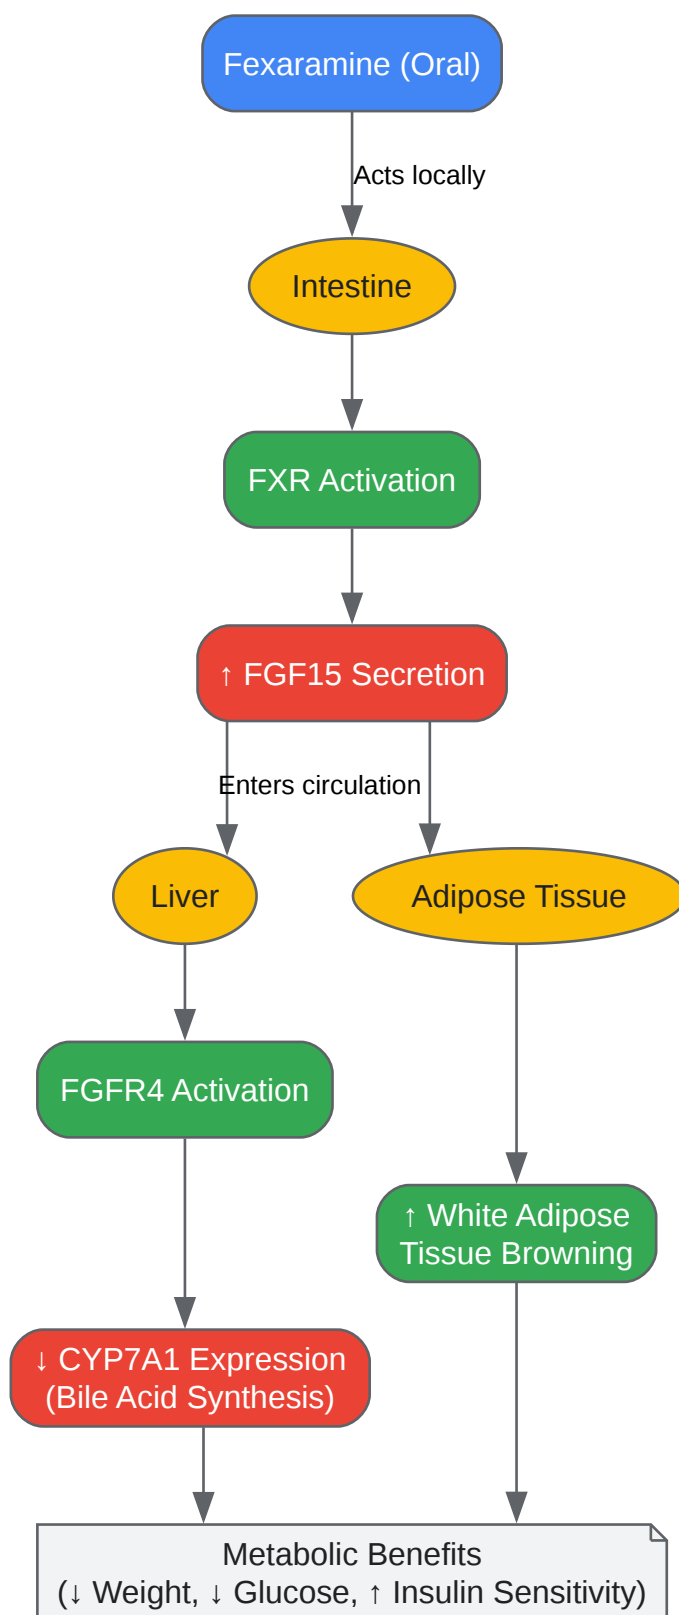 Fexaramine (Oral)
Acts locally
Intestine
FXR Activation
↑ FGF15 Secretion
Enters circulation
Liver
Adipose Tissue
FGFR4 Activation
↑ White Adipose
Tissue Browning
↓ CYP7A1 Expression
(Bile Acid Synthesis)
Metabolic Benefits
(↓ Weight, ↓ Glucose, ↑ Insulin Sensitivity)